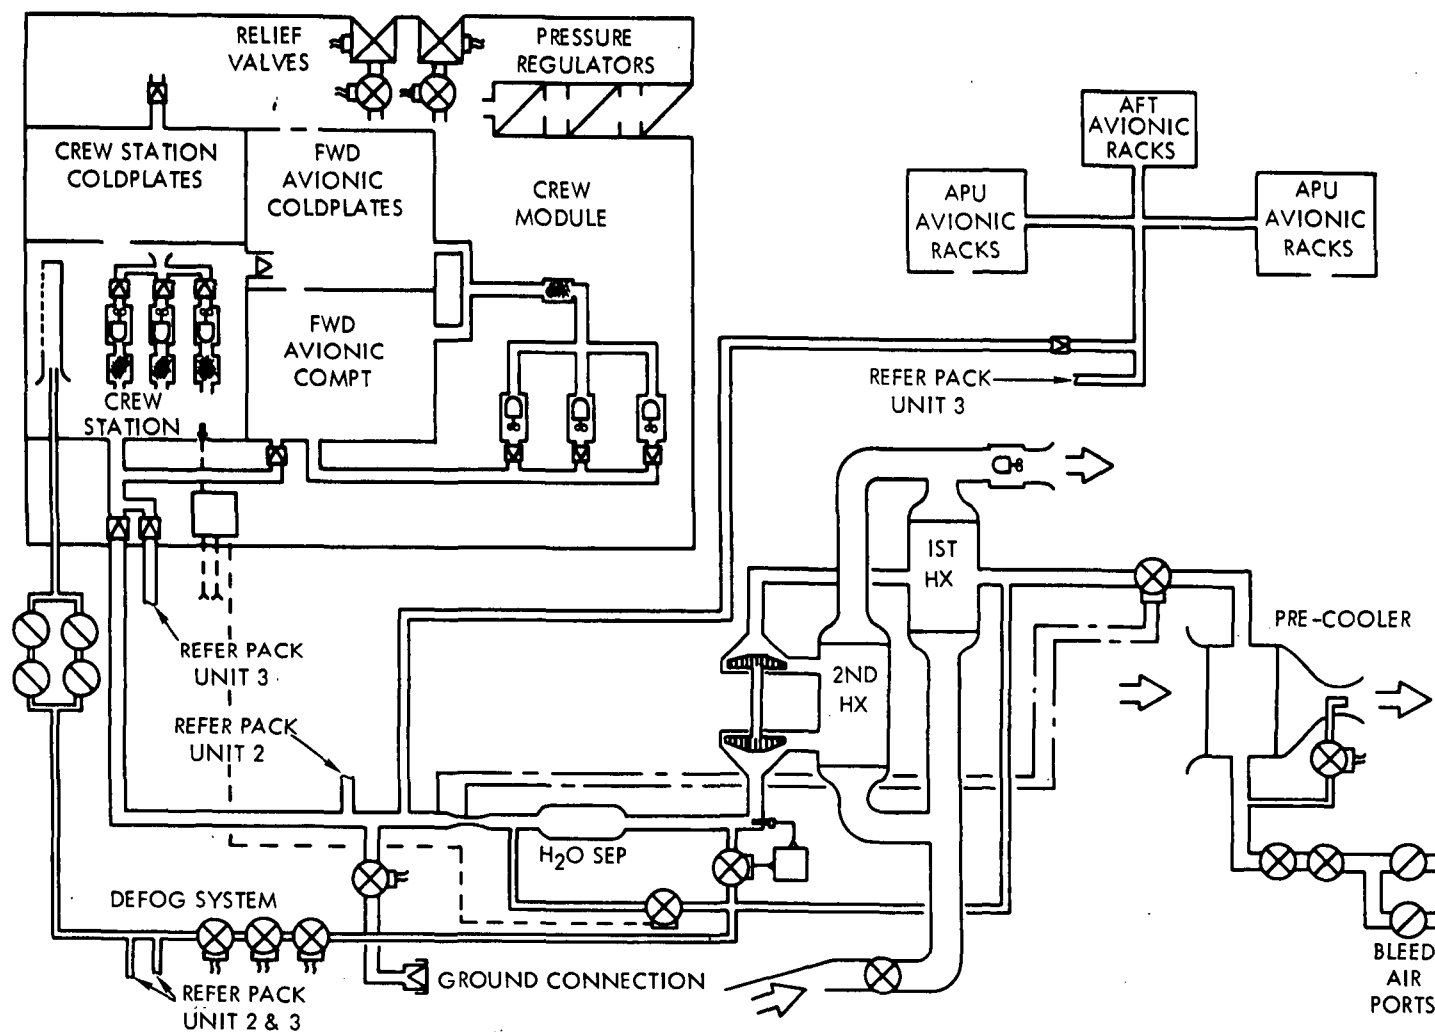 RELIEF
VALVES
PRESSURE
REGULATORS
CREW STATION
COLDPLATES
FWD
AVIONIC
COLDPLATES
CREW
MODULE
AFT
AVIONIC
RACKS
APU
AVIONIC
RACKS
APU
AVIONIC
RACKS
FWD
AVIONIC
COMPT
CREW
STATION
REFER PACK
UNIT 3
1ST
HX
PRE-COOLER
REFER PACK
UNIT 3
2ND
HX
REFER PACK
UNIT 2
H2O SEP
DEFOG SYSTEM
GROUND CONNECTION
REFER PACK
UNIT 2 & 3
BLEED
AIR
PORTS